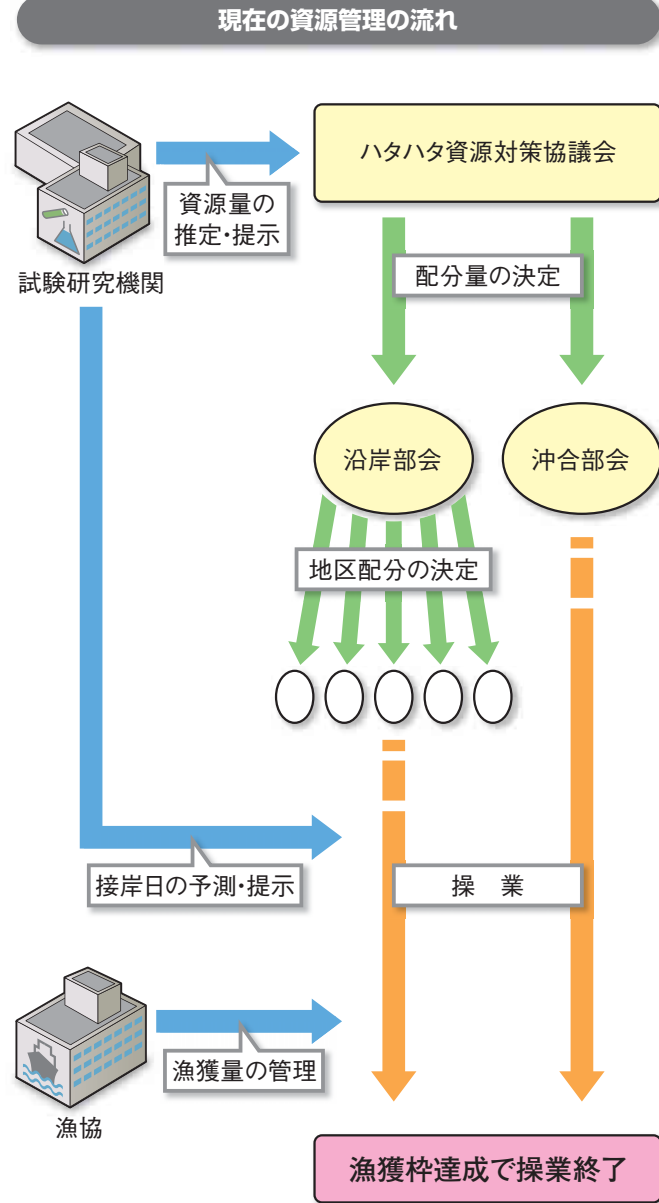 現在の資源管理の流れ
ハタハタ資源対策協議会
資源量の
推定・提示
試験研究機関
配分量の決定
沿岸部会
沖合部会
地区配分の決定
接岸日の予測・提示
操　業
漁獲量の管理
漁協
漁獲枠達成で操業終了